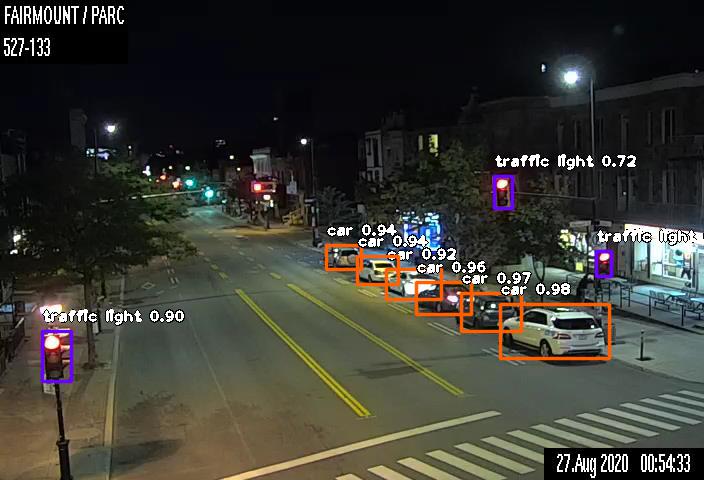 FAIRMOUNT / PARC
527-133
traffic light 0.72
car 0.94
traffic light
car 0.94
car 0.92
car 0.96
car 0.97
car 0.98
traffic light 0.90
27.Aug 2020 00:54:33